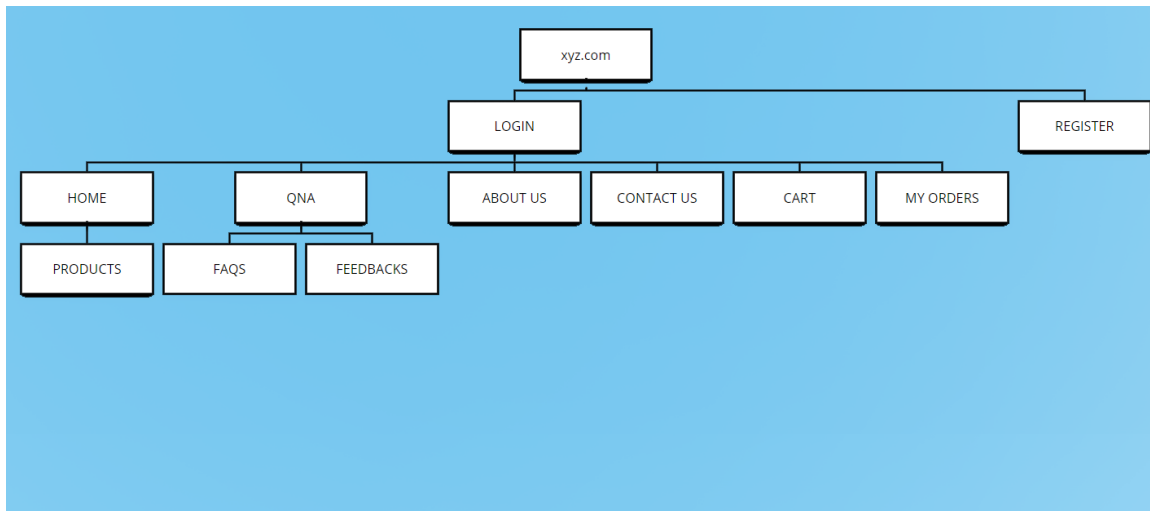 xyz.com
LOGIN
REGISTER
HOME
QNA
ABOUT US
CONTACT US
CART
MY ORDERS
PRODUCTS
FAQS
FEEDBACKS